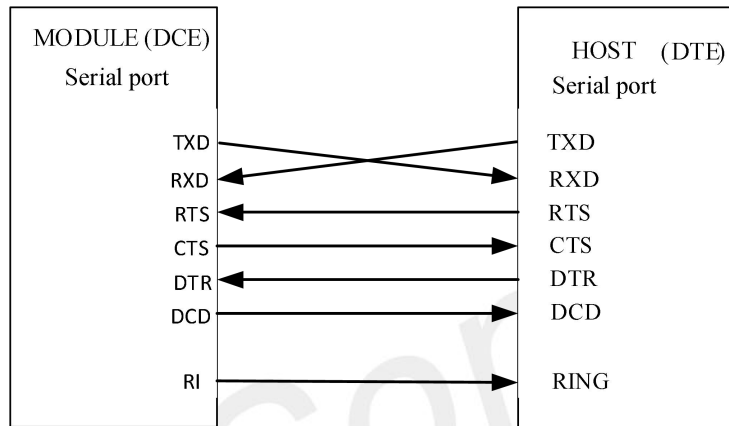 MODULE (DCE)
Serial port
HOST (DTE)
Serial port
TXD
TXD
RXD
RXD
RTS
RTS
CTS
CTS
DTR
DTR
DCD
DCD
RI
RING